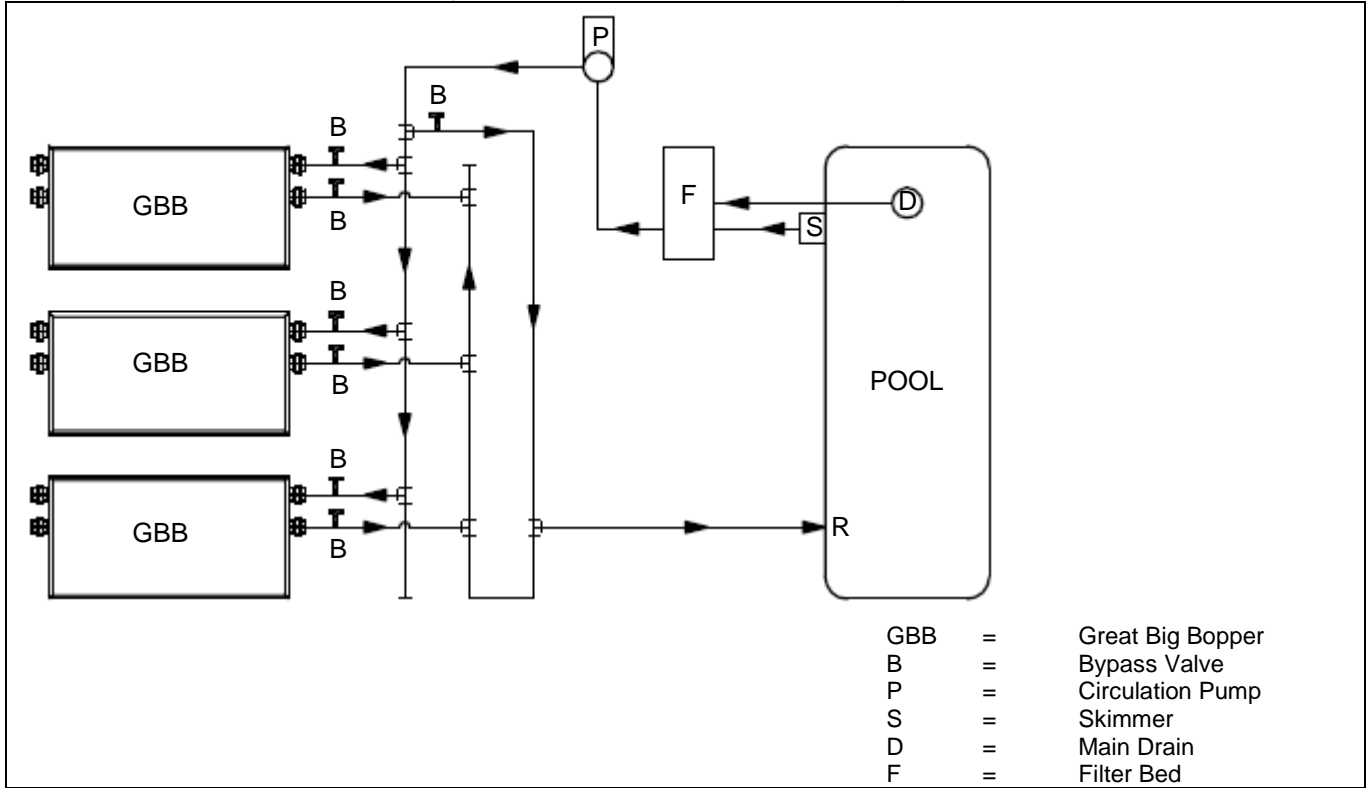 P
B
B
GBB
B
F
D
S
B
GBB
B
POOL
B
GBB
B
R
GBB = Great Big Bopper
B = Bypass Valve
P = Circulation Pump
S = Skimmer
D = Main Drain
F = Filter Bed